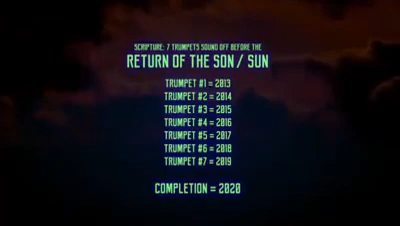 SCRIPTURE: 7 TRUMPETS SOUND OFF BEFORE THE
RETURN OF THE SON / SUN
TRUMPET #1 = 2013
TRUMPET #2 = 2014
TRUMPET #3 = 2015
TRUMPET #4 = 2016
TRUMPET #5 = 2017
TRUMPET #6 = 2018
TRUMPET #7 = 2019
COMPLETION = 2020